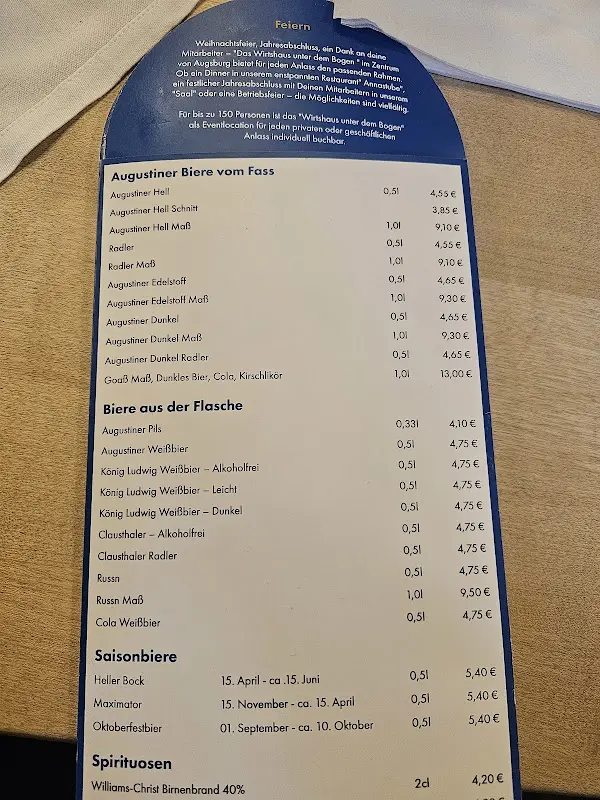 Feiern
Weihnachtsfeier, Jahresabschluss, ein Dank an deine
Mitarbeiter – "Das Wirtshaus unter dem Bogen " im Zentrum
von Augsburg bietet für jeden Anlass den passenden Rahmen.
Ob ein Dinner in unserem enstpannten Restaurant" Annastube",
ein festlicher Jahresabschluss mit Deinen Mitarbeitern in unserem
"Saal" oder eine Betriebsfeier – die Möglichkeiten sind vielfältig.
Für bis zu 150 Personen ist das "Wirtshaus unter dem Bogen"
als Eventlocation für jeden privaten oder geschäftlichen
Anlass individuell buchbar.
Augustiner Biere vom Fass
Augustiner Hell 0,5l 4,55 €
Augustiner Hell Schnitt 3,85 €
Augustiner Hell Maß 1,0l 9,10 €
Radler 0,5l 4,55 €
Radler Maß 1,0l 9,10 €
Augustiner Edelstoff 0,5l 4,65 €
Augustiner Edelstoff Maß 1,0l 9,30 €
Augustiner Dunkel 0,5l 4,65 €
Augustiner Dunkel Maß 1,0l 9,30 €
Augustiner Dunkel Radler 0,5l 4,65 €
Goaß Maß, Dunkles Bier, Cola, Kirschlikör 1,0l 13,00 €
Biere aus der Flasche
Augustiner Pils 0,33l 4,10 €
Augustiner Weißbier 0,5l 4,75 €
König Ludwig Weißbier – Alkoholfrei 0,5l 4,75 €
König Ludwig Weißbier – Leicht 0,5l 4,75 €
König Ludwig Weißbier – Dunkel 0,5l 4,75 €
Clausthaler – Alkoholfrei 0,5l 4,75 €
Clausthaler Radler 0,5l 4,75 €
Russn 0,5l 4,75 €
Russn Maß 1,0l 9,50 €
Cola Weißbier 0,5l 4,75 €
Saisonbiere
Heller Bock 15. April - ca .15. Juni 0,5l 5,40 €
Maximator 15. November - ca. 15. April 0,5l 5,40 €
Oktoberfestbier 01. September - ca. 10. Oktober 0,5l 5,40 €
Spirituosen
Williams-Christ Birnenbrand 40% 2cl 4,20 €